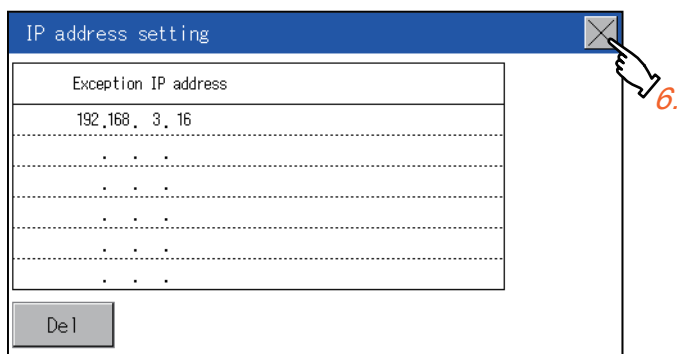 IP address setting
6.
Exception IP address
192.168. 3. 16
. . .
. . .
. . .
. . .
. . .
Del